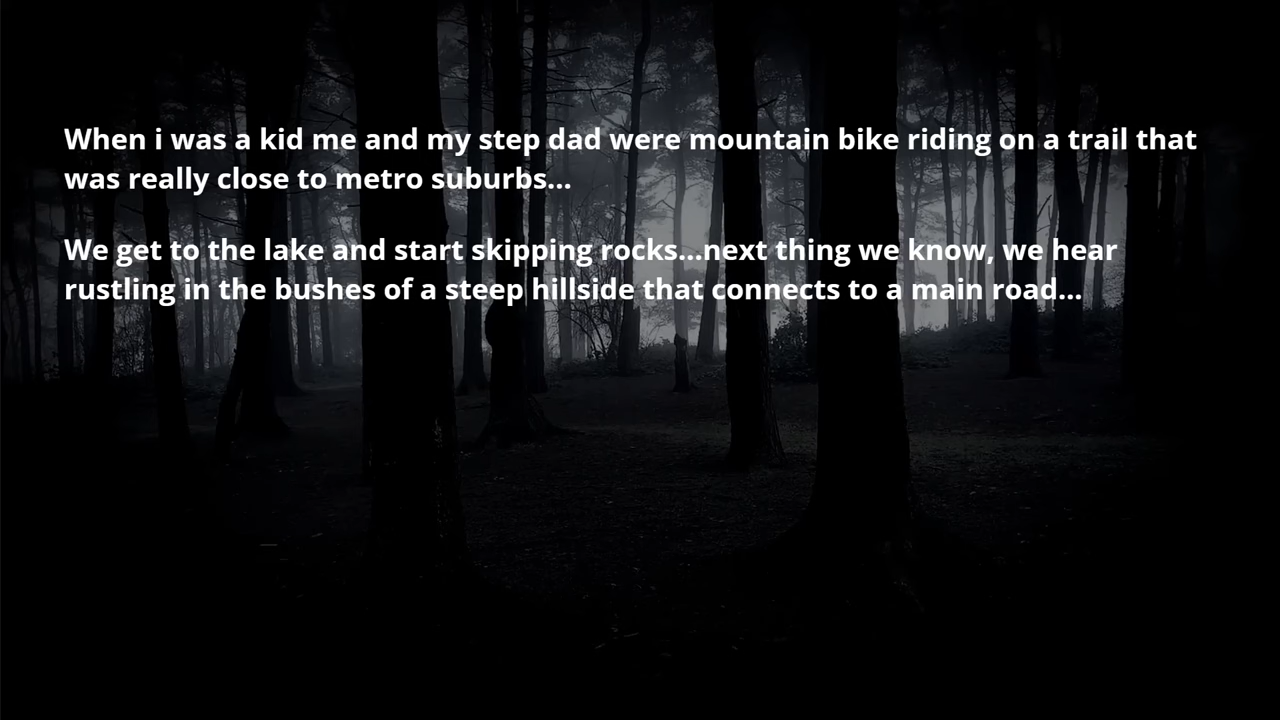 When i was a kid me and my step dad were mountain bike riding on a trail that
was really close to metro suburbs...
We get to the lake and start skipping rocks...next thing we know, we hear
rustling in the bushes of a steep hillside that connects to a main road...